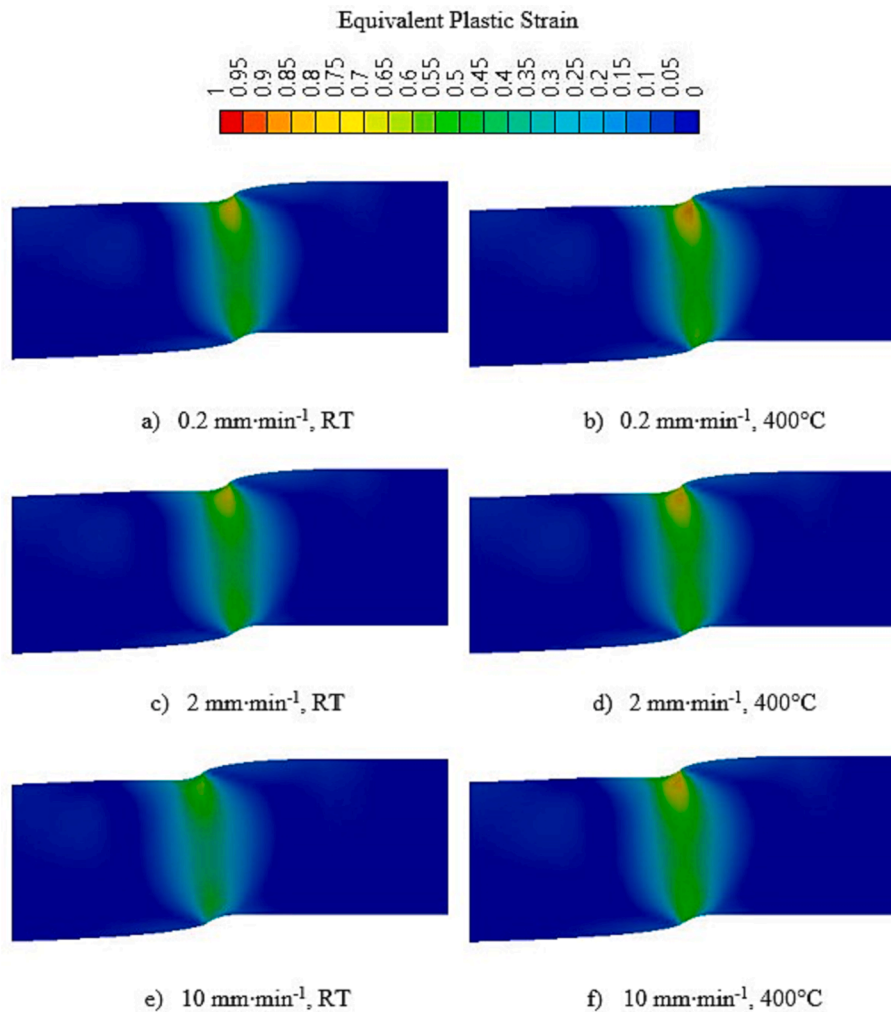 Equivalent Plastic Strain
1 0.95 0.9 0.85 0.8 0.75 0.7 0.65 0.6 0.55 0.5 0.45 0.4 0.35 0.3 0.25 0.2 0.15 0.1 0.05 0
a) 0.2 mm·min⁻¹, RT
b) 0.2 mm·min⁻¹, 400°C
c) 2 mm·min⁻¹, RT
d) 2 mm·min⁻¹, 400°C
e) 10 mm·min⁻¹, RT
f) 10 mm·min⁻¹, 400°C